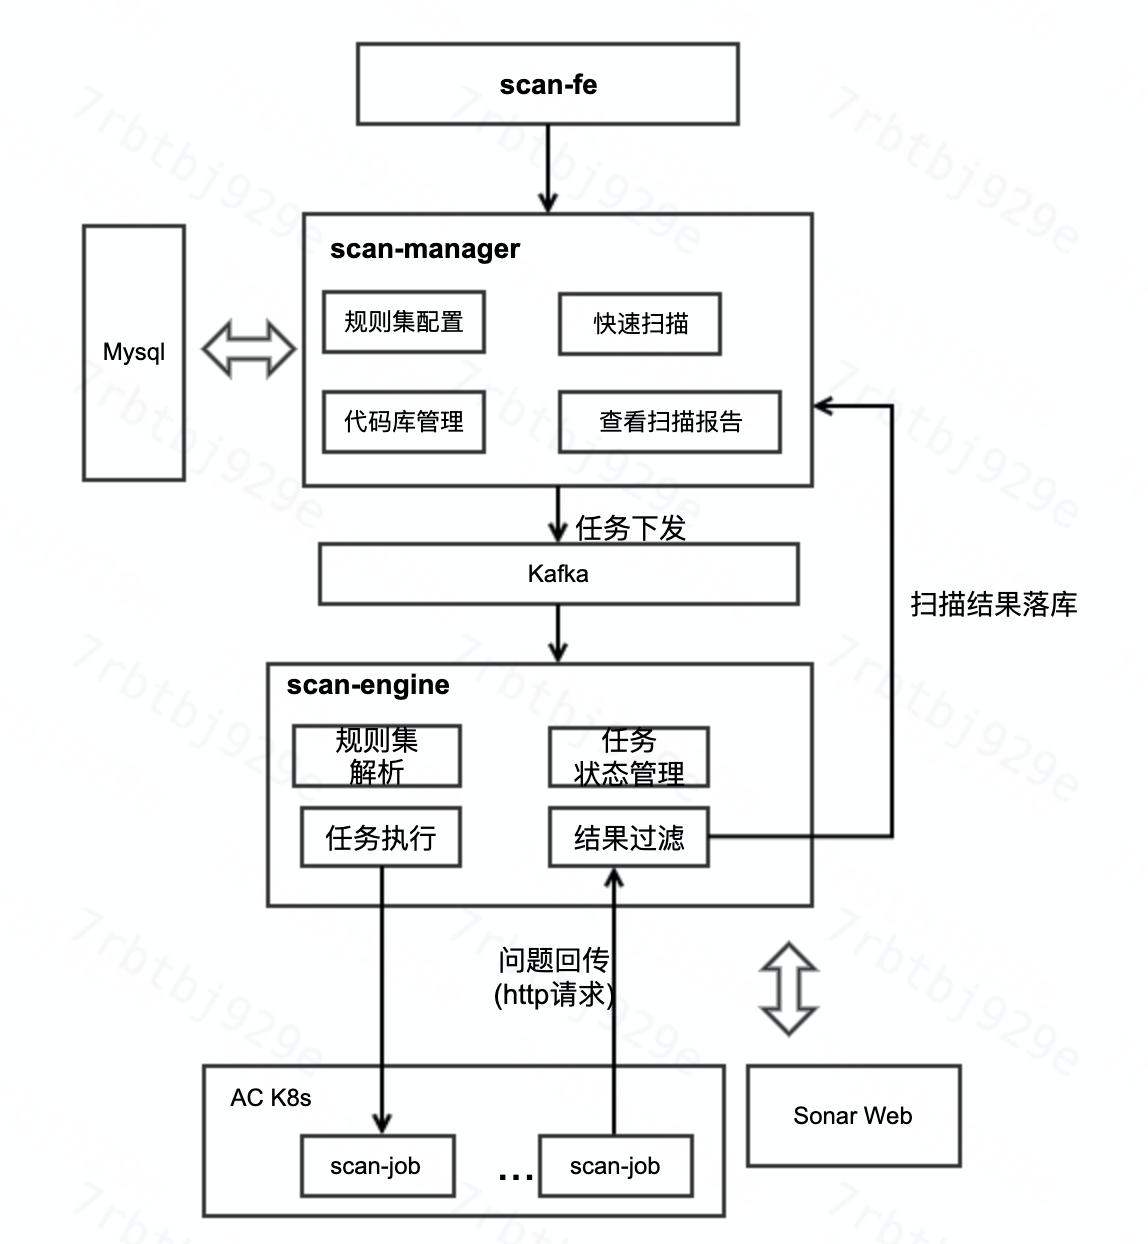 scan-fe
scan-manager
规则集配置
快速扫描
Mysql
代码库管理
查看扫描报告
任务下发
Kafka
扫描结果落库
scan-engine
规则集
解析
任务
状态管理
任务执行
结果过滤
问题回传
(http请求)
AC K8s
Sonar Web
scan-job
...
scan-job
7rbtbj929e
7rbtbj929e
7rbtbj929e
7rbtbj929e
7rbtbj929e
7rbtbj929e
7rbtbj929e
7rbtbj929e
7rbtbj929e
7rbtbj929e
7rbtbj929e
7rbtbj929e